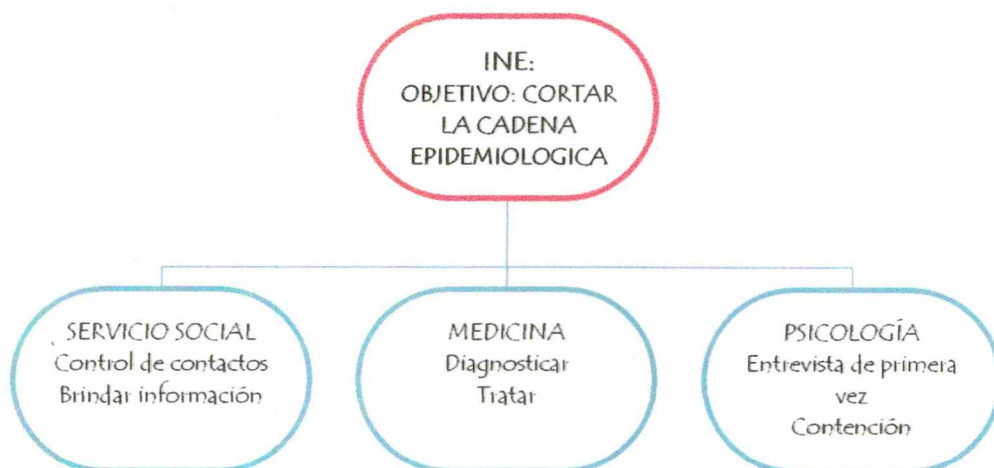 INE:
OBJETIVO: CORTAR
LA CADENA
EPIDEMIOLOGICA
SERVICIO SOCIAL
Control de contactos
Brindar información
MEDICINA
Diagnosticar
Tratar
PSICOLOGÍA
Entrevista de primera
vez
Contención